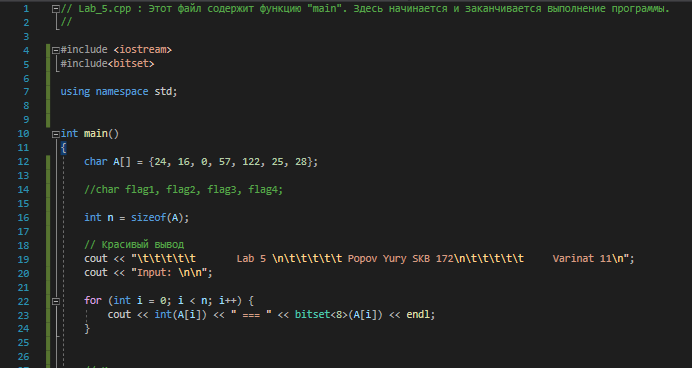 1 // Lab_5.cpp : Этот файл содержит функцию "main". Здесь начинается и заканчивается выполнение программы.
2 //
3
4 #include <iostream>
5 #include<bitset>
6
7 using namespace std;
8
9
10 int main()
11 {
12 char A[] = {24, 16, 0, 57, 122, 25, 28};
13
14 //char flag1, flag2, flag3, flag4;
15
16 int n = sizeof(A);
17
18 // Красивый вывод
19 cout << "\t\t\t\t\t Lab 5 \n\t\t\t\t\t Popov Yury SKB 172\n\t\t\t\t\t Varinat 11\n";
20 cout << "Input: \n\n";
21
22 for (int i = 0; i < n; i++) {
23 cout << int(A[i]) << " === " << bitset<8>(A[i]) << endl;
24 }
25
26